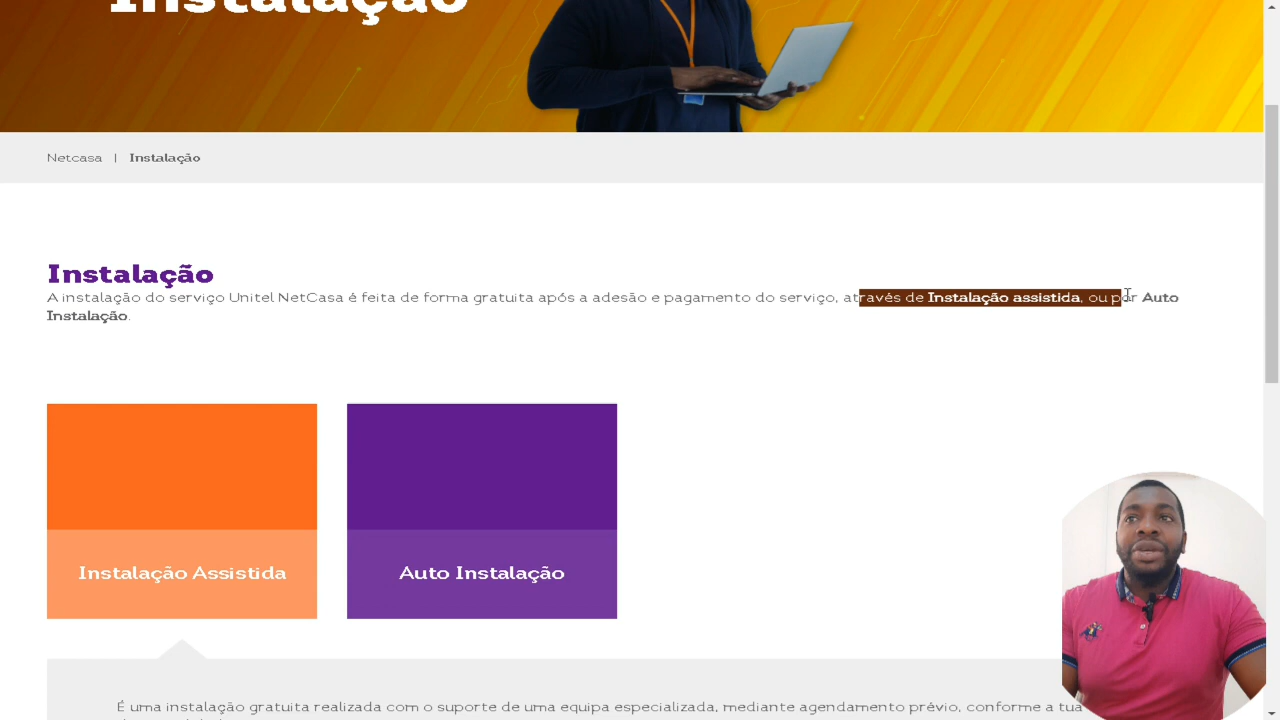 Instalação
Netcasa | Instalação
Instalação
A instalação do serviço Unitel NetCasa é feita de forma gratuita após a adesão e pagamento do serviço, através de Instalação assistida, ou por Auto
Instalação.
Instalação Assistida
Auto Instalação
É uma instalação gratuita realizada com o suporte de uma equipa especializada, mediante agendamento prévio, conforme a tua